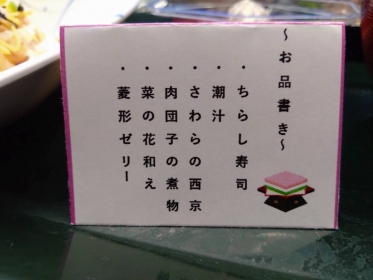 ～お品書き～
・ちらし寿司
・潮汁
・さわらの西京
・肉団子の煮物
・菜の花和え
・菱形ゼリー